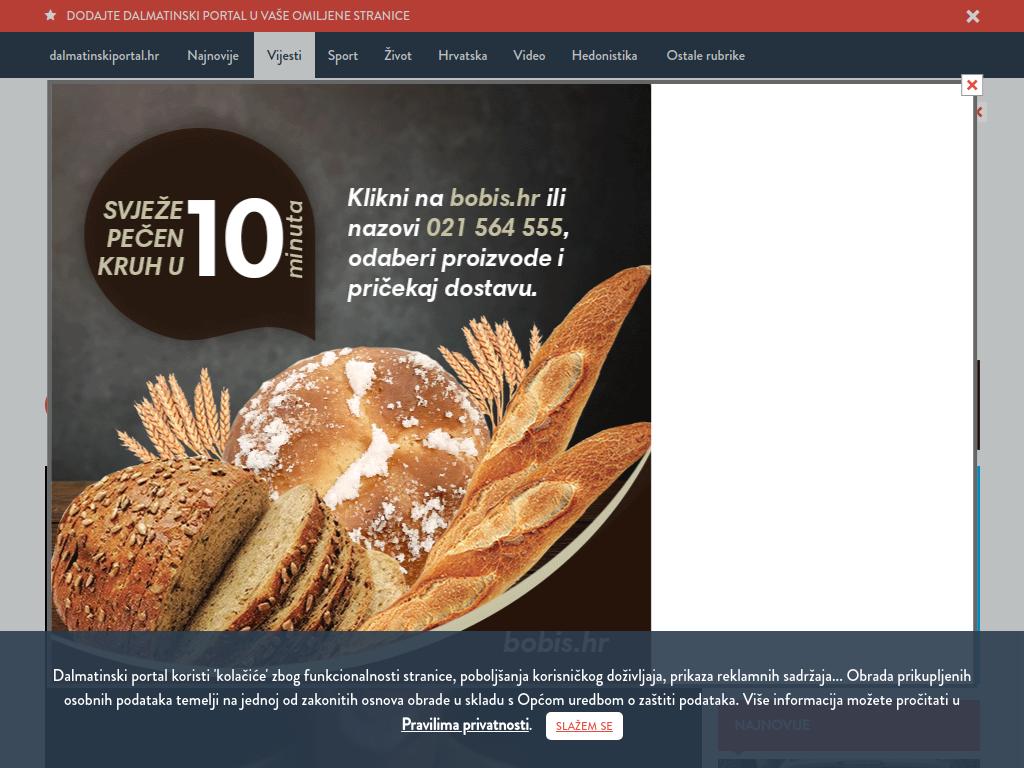 DODAJTE DALMATINSKI PORTAL U VAŠE OMILJENE STRANICE
dalmatinskiportal.hr Najnovije Vijesti Sport Život Hrvatska Video Hedonistika Ostale rubrike
SVJEŽE
PEČEN
KRUH U
10
minuta
Klikni na bobis.hr ili
nazovi 021 564 555,
odaberi proizvode i
pričekaj dostavu.
bobis.hr
Dalmatinski portal koristi 'kolačiće' zbog funkcionalnosti stranice, poboljšanja korisničkog doživljaja, prikaza reklamnih sadržaja... Obrada prikupljenih
osobnih podataka temelji na jednoj od zakonitih osnova obrade u skladu s Općom uredbom o zaštiti podataka. Više informacija možete pročitati u
Pravilima privatnosti. SLAŽEM SE
NAJNOVIJE